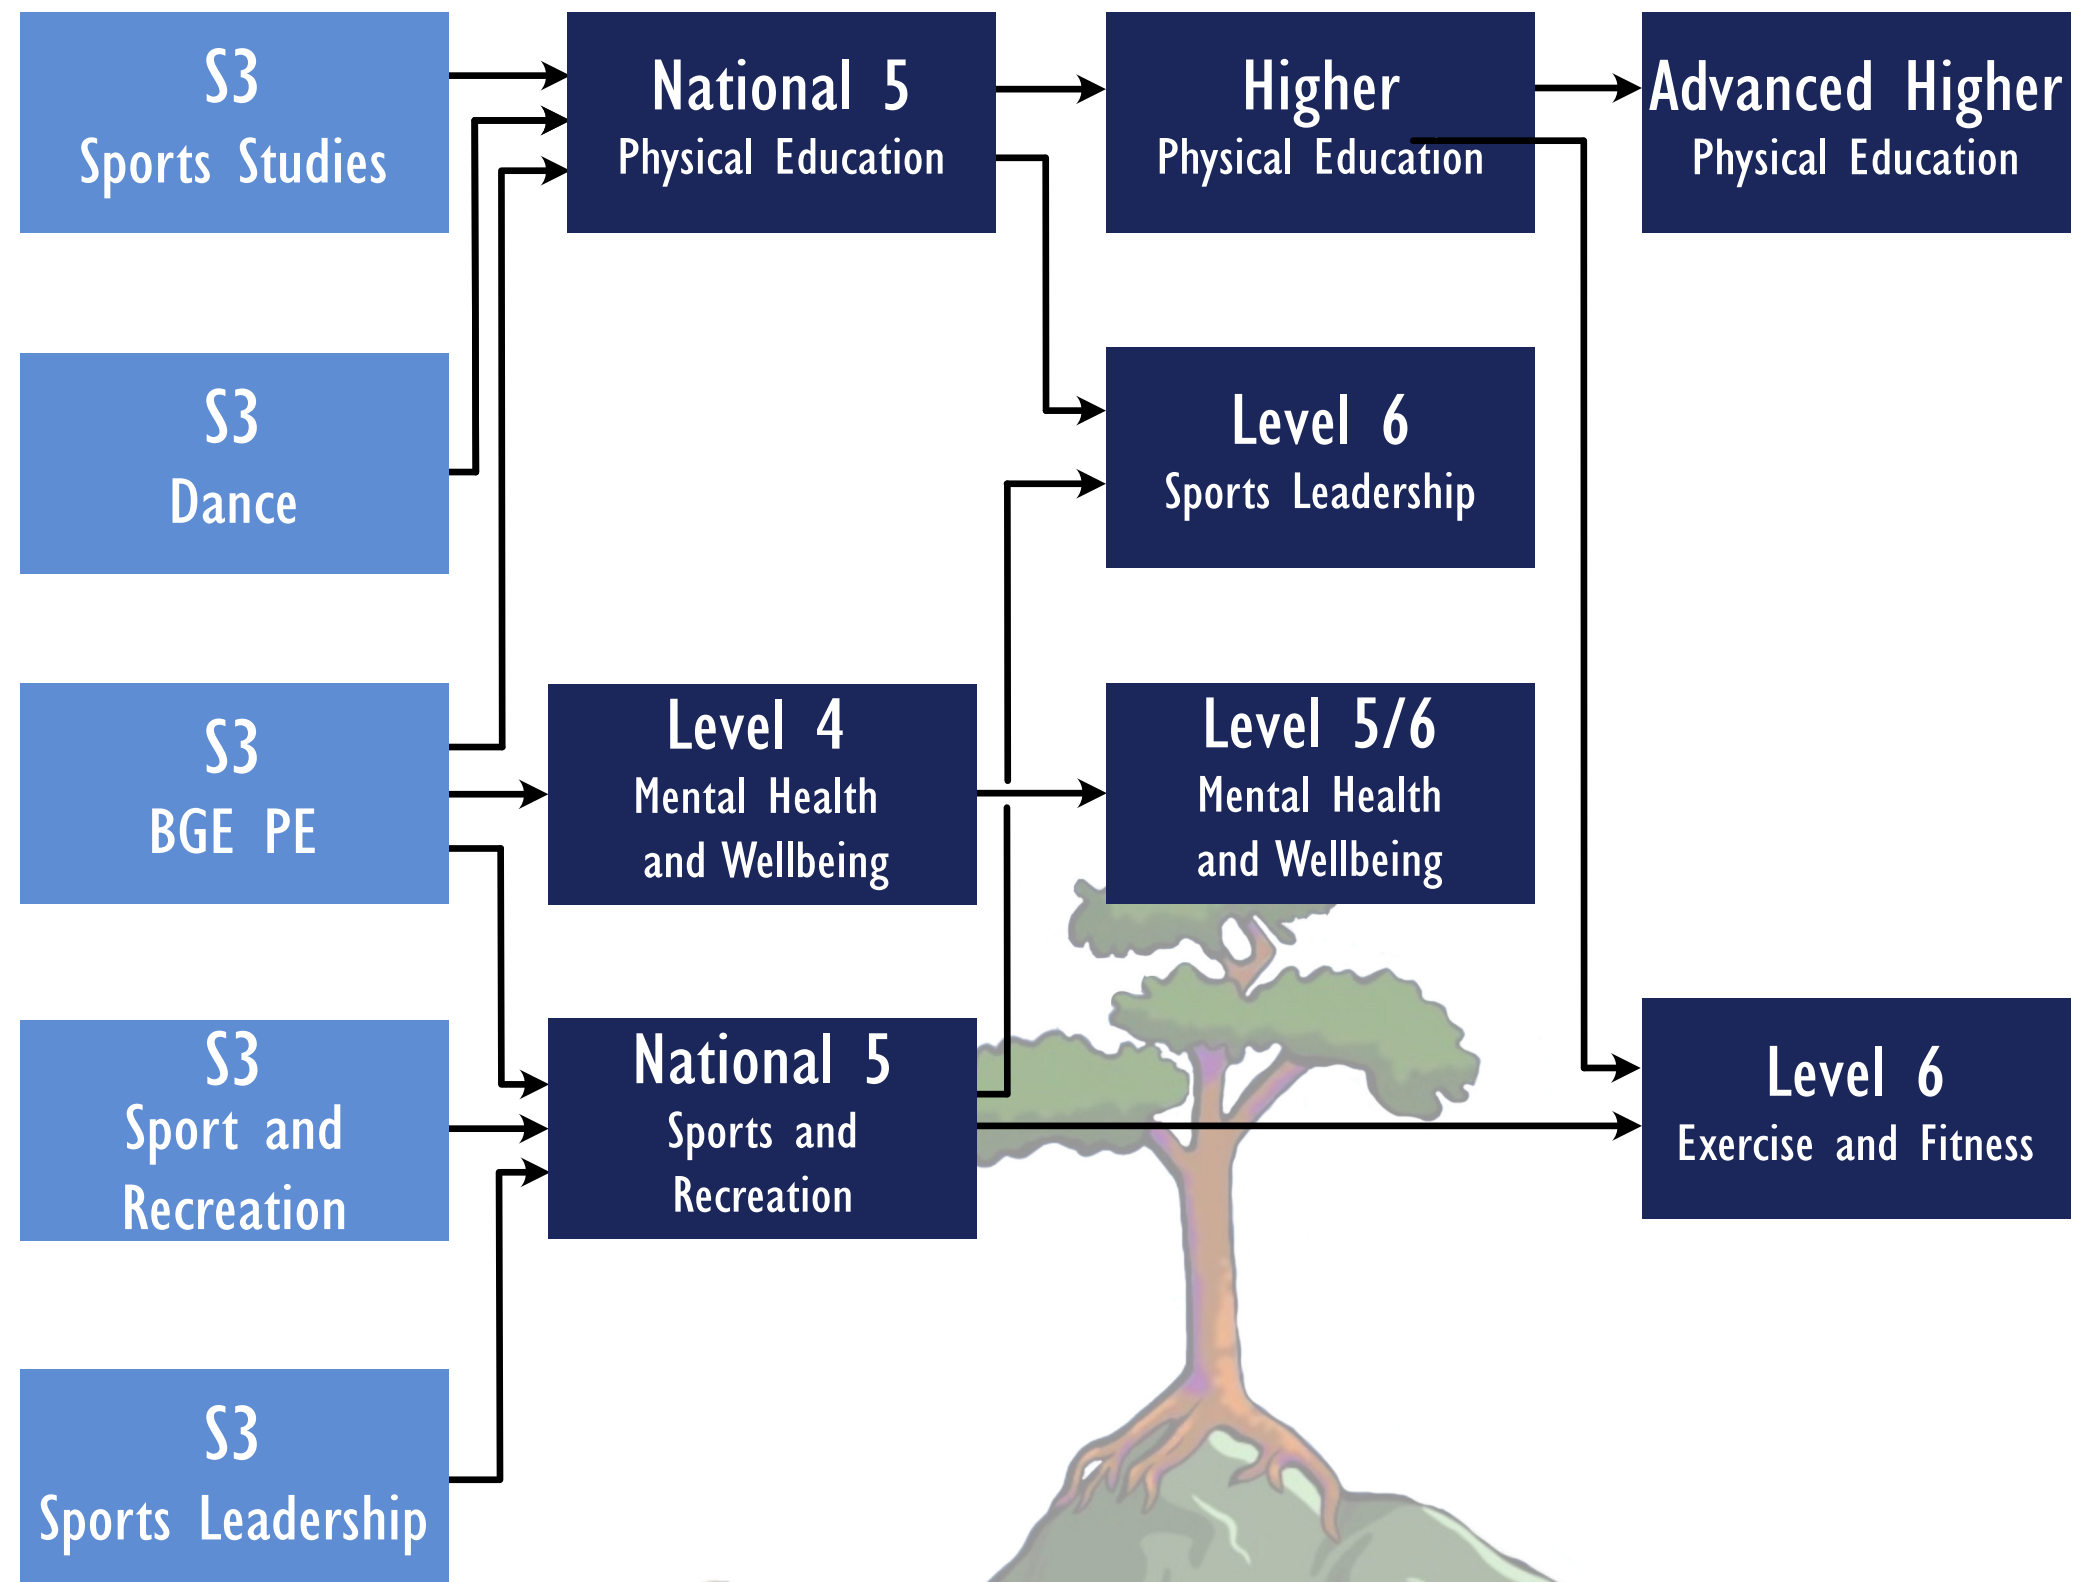 S3
Sports Studies
National 5
Physical Education
Higher
Physical Education
Advanced Higher
Physical Education
S3
Dance
Level 6
Sports Leadership
S3
BGE PE
Level 4
Mental Health
and Wellbeing
Level 5/6
Mental Health
and Wellbeing
S3
Sport and
Recreation
National 5
Sports and
Recreation
Level 6
Exercise and Fitness
S3
Sports Leadership